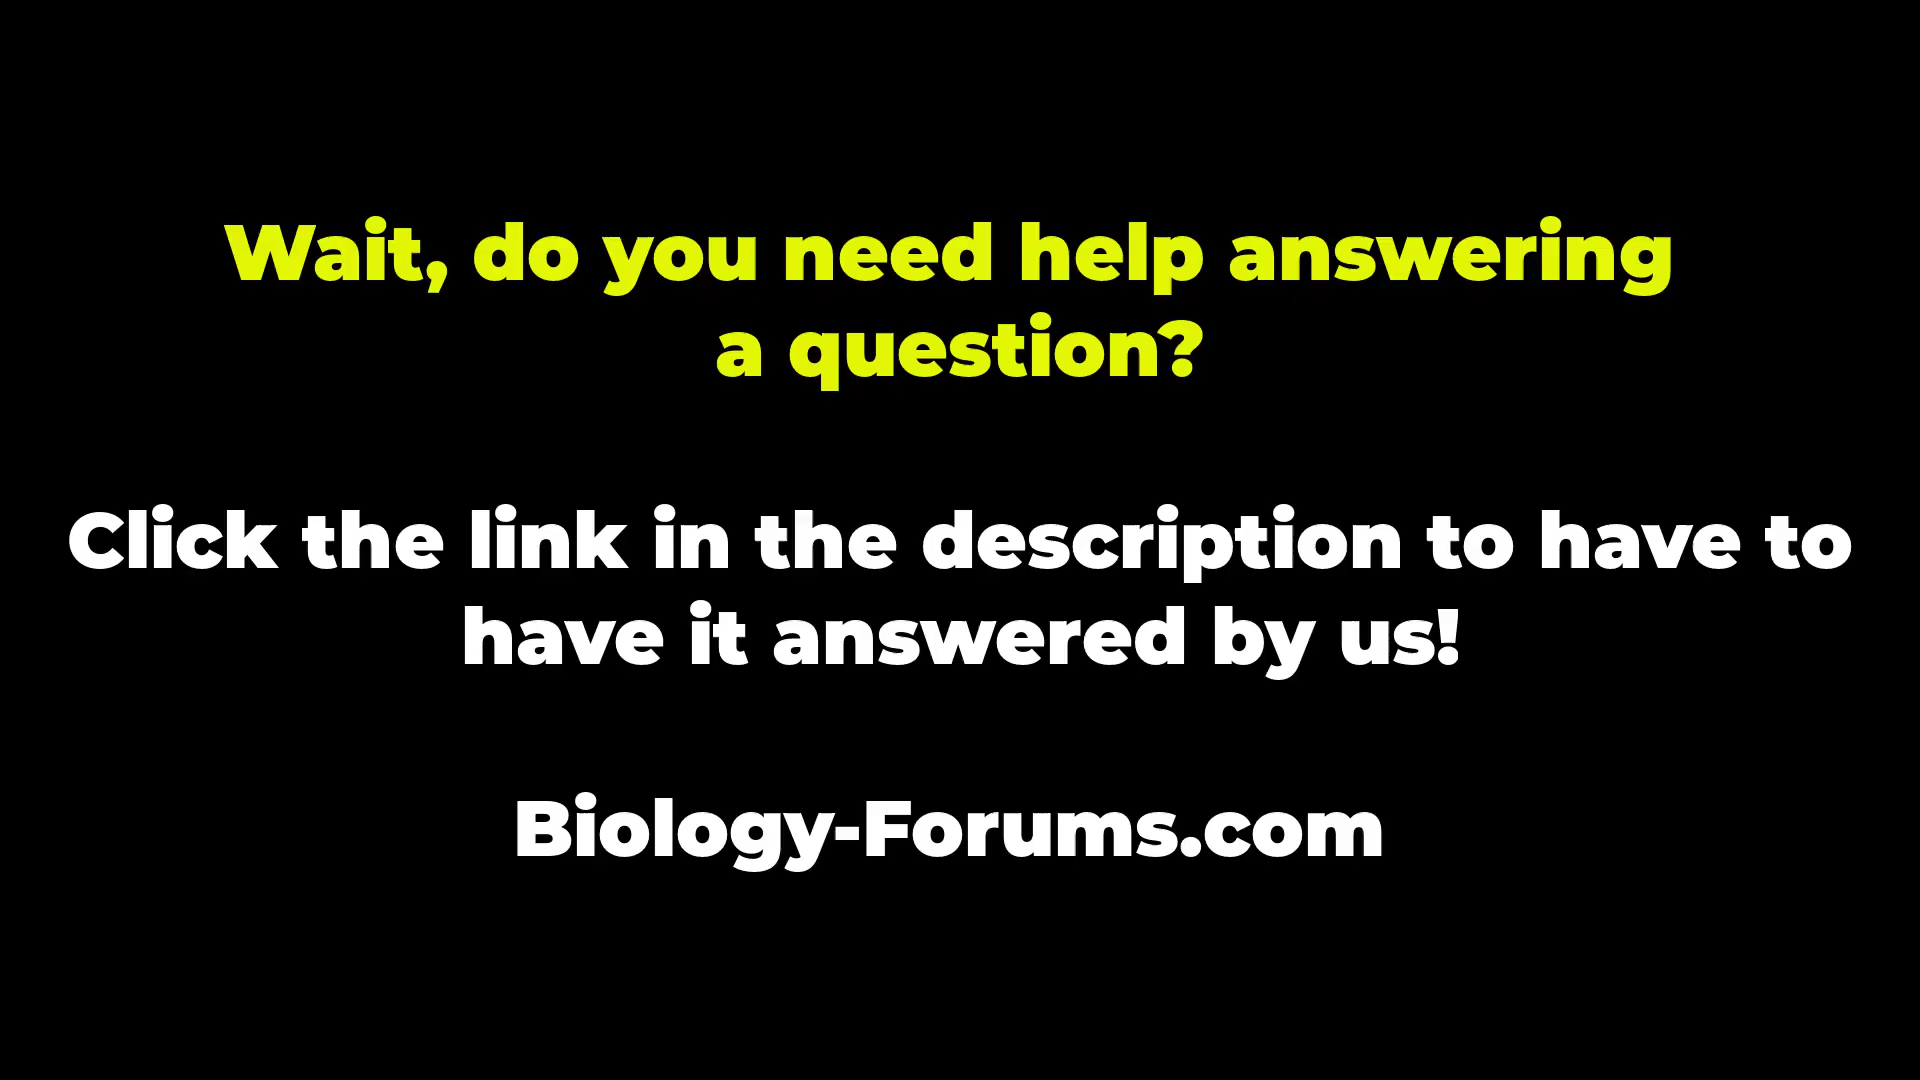 Wait, do you need help answering
a question?
Click the link in the description to have to
have it answered by us!
Biology-Forums.com